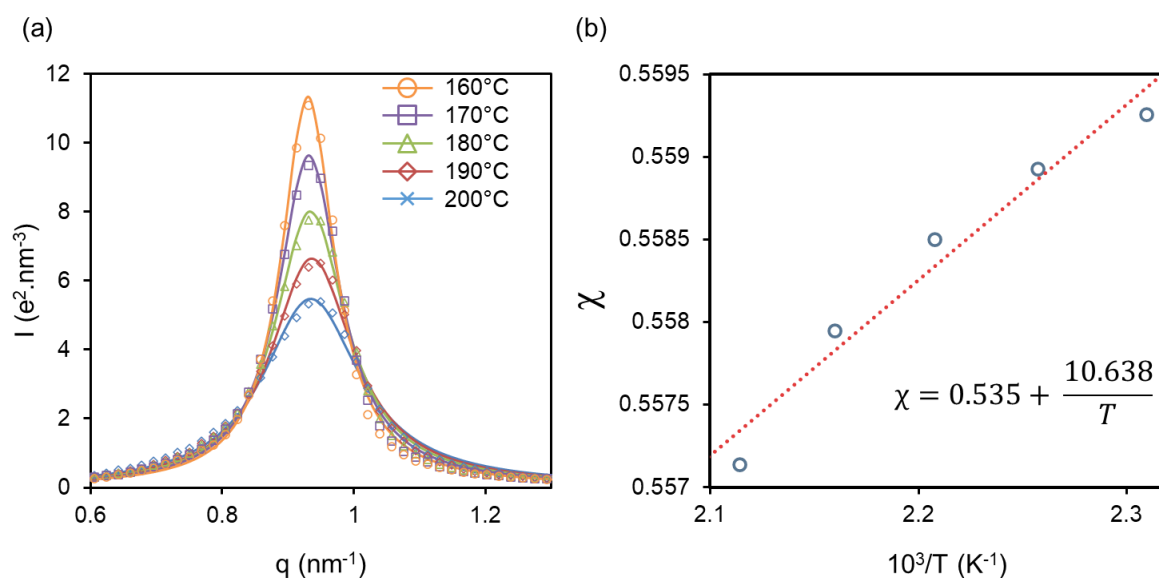 (a)
12
10
8
6
4
2
0
I (e².nm⁻³)
0.6
0.8
1
1.2
q (nm⁻¹)
160°C
170°C
180°C
190°C
200°C
(b)
0.5595
0.559
0.5585
0.558
0.5575
0.557
χ
2.1
2.2
2.3
10³/T (K⁻¹)
χ = 0.535 + 10.638/T